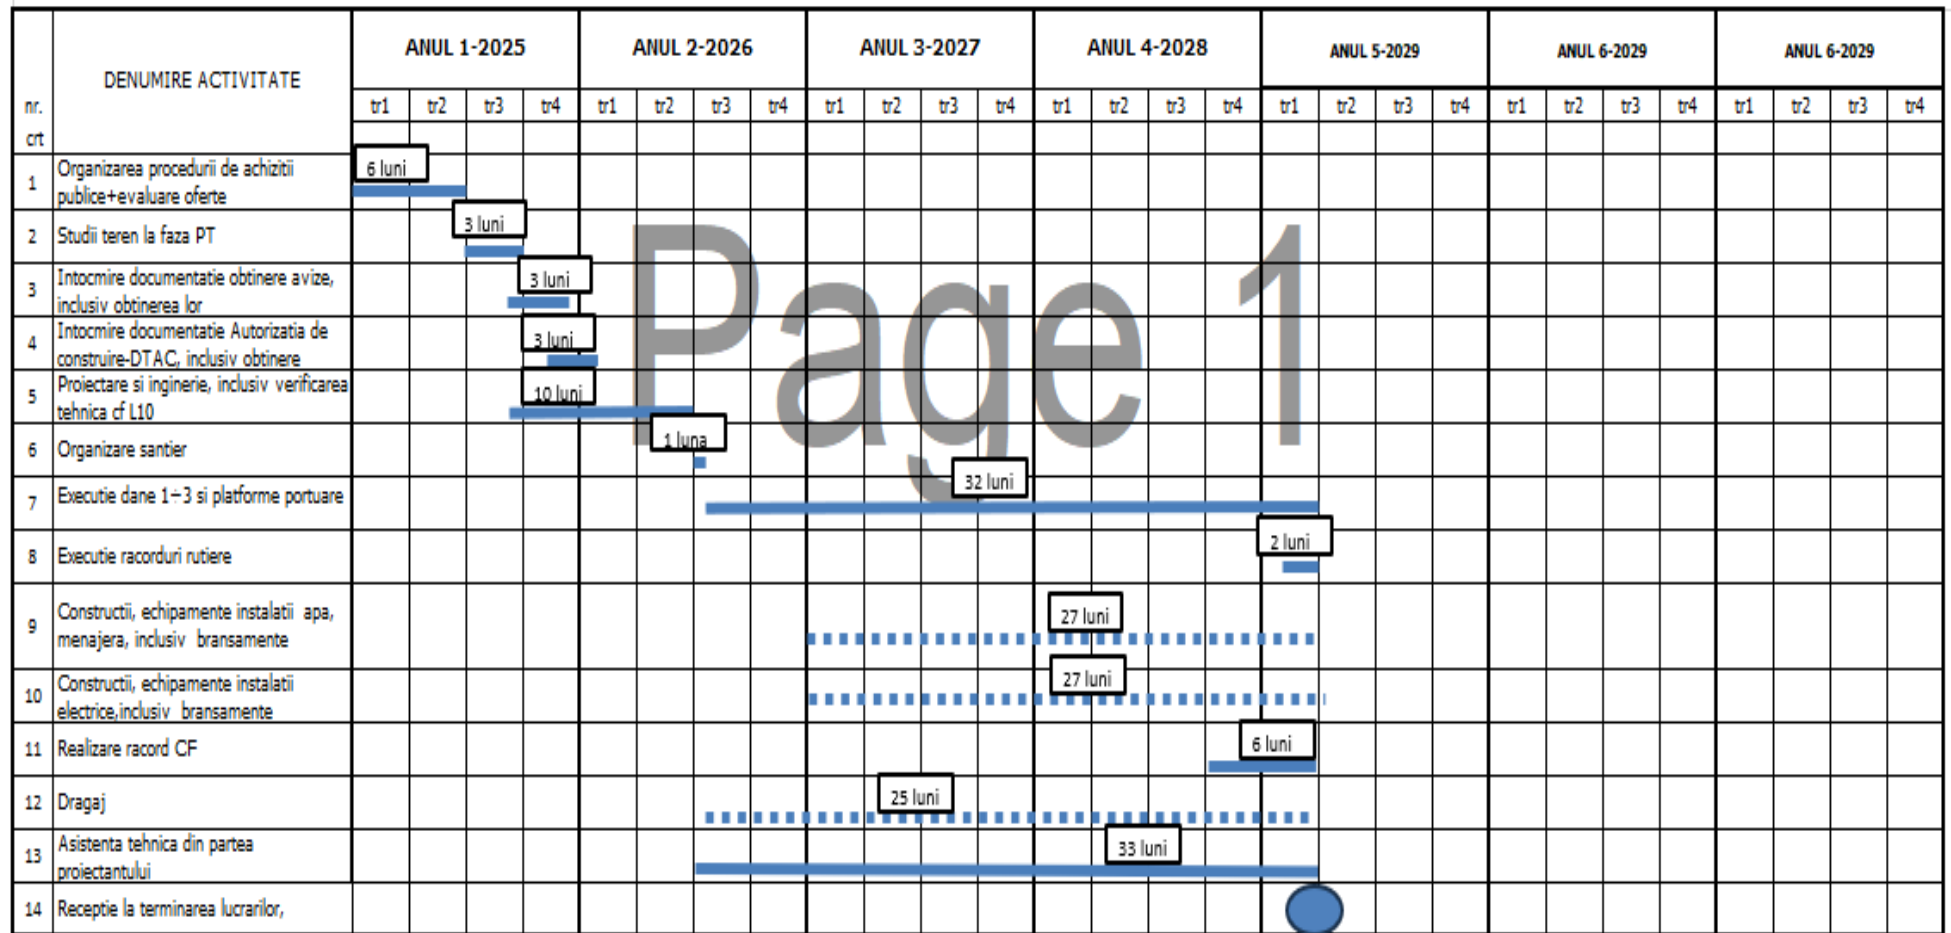 ANUL 1-2025 ANUL 2-2026 ANUL 3-2027 ANUL 4-2028 ANUL 5-2029 ANUL 6-2029 ANUL 6-2029
DENUMIRE ACTIVITATE
nr. tr1 tr2 tr3 tr4 tr1 tr2 tr3 tr4 tr1 tr2 tr3 tr4 tr1 tr2 tr3 tr4 tr1 tr2 tr3 tr4 tr1 tr2 tr3 tr4 tr1 tr2 tr3 tr4
crt
1 Organizarea procedurii de achizitii 6 luni
publice+evaluare oferte
2 Studii teren la faza PT 3 luni
3 Intocmire documentatie obtinere avize, 3 luni
inclusiv obtinerea lor
4 Intocmire documentatie Autorizatia de 3 luni
construire-DTAC, inclusiv obtinere
5 Proiectare si inginerie, inclusiv verificarea 10 luni
tehnica cf L10
6 Organizare santier 1 luna
7 Executie dane 1÷3 si platforme portuare 32 luni
8 Executie racorduri rutiere 2 luni
9 Constructii, echipamente instalatii apa, 27 luni
menajera, inclusiv bransamente
10 Constructii, echipamente instalatii 27 luni
electrice,inclusiv bransamente
11 Realizare racord CF 6 luni
12 Dragaj 25 luni
13 Asistenta tehnica din partea 33 luni
proiectantului
14 Receptie la terminarea lucrarilor,
Page 1